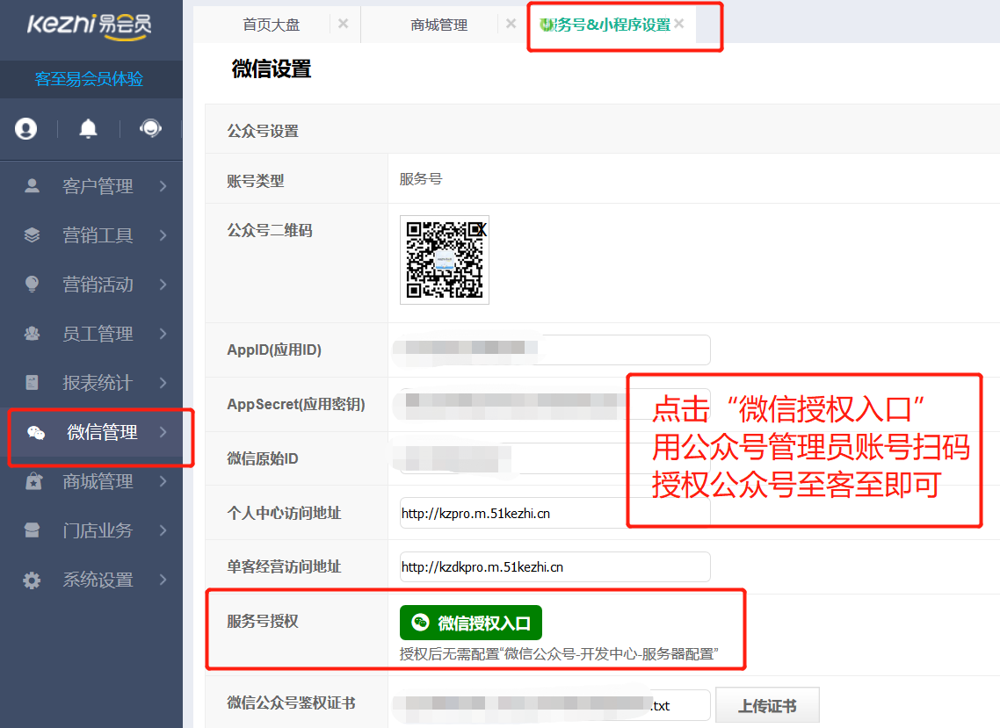 Kezhi易会员
首页大盘
商城管理
服务号&小程序设置
客至易会员体验
微信设置
客户管理
营销工具
营销活动
员工管理
报表统计
微信管理
商城管理
门店业务
系统设置
公众号设置
账号类型
服务号
公众号二维码
AppID(应用ID)
AppSecret(应用密钥)
微信原始ID
个人中心访问地址
http://kzpro.m.51kezhi.cn
单客经营访问地址
http://kzdkpro.m.51kezhi.cn
服务号授权
微信授权入口
授权后无需配置“微信公众号-开发中心-服务器配置”
微信公众号鉴权证书
.txt
上传证书
点击“微信授权入口”
用公众号管理员账号扫码
授权公众号至客至即可